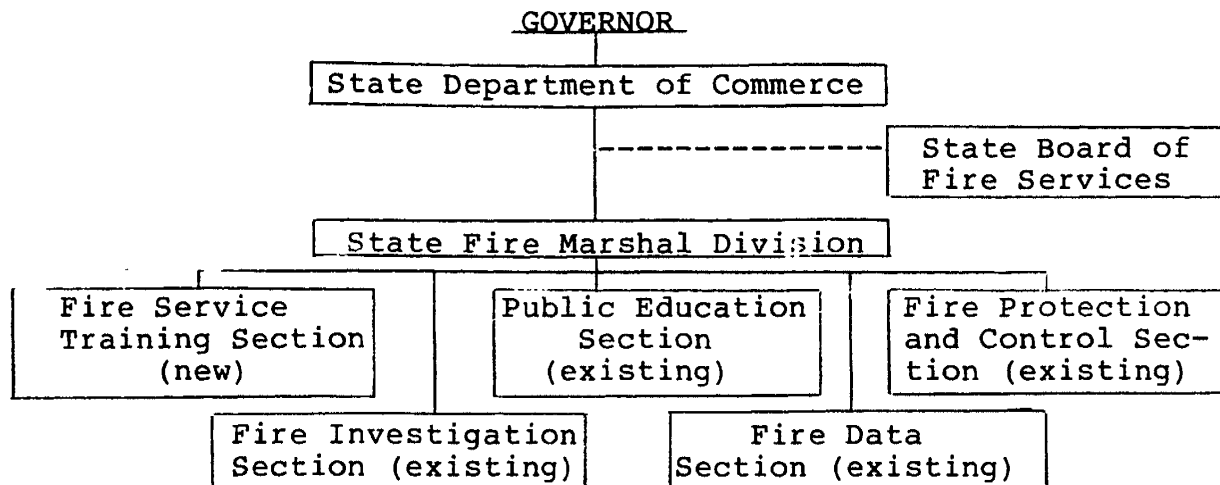 GOVERNOR
State Department of Commerce
State Board of
Fire Services
State Fire Marshal Division
Fire Service
Training Section
(new)
Public Education
Section
(existing)
Fire Protection
and Control Sec-
tion (existing)
Fire Investigation
Section (existing)
Fire Data
Section (existing)